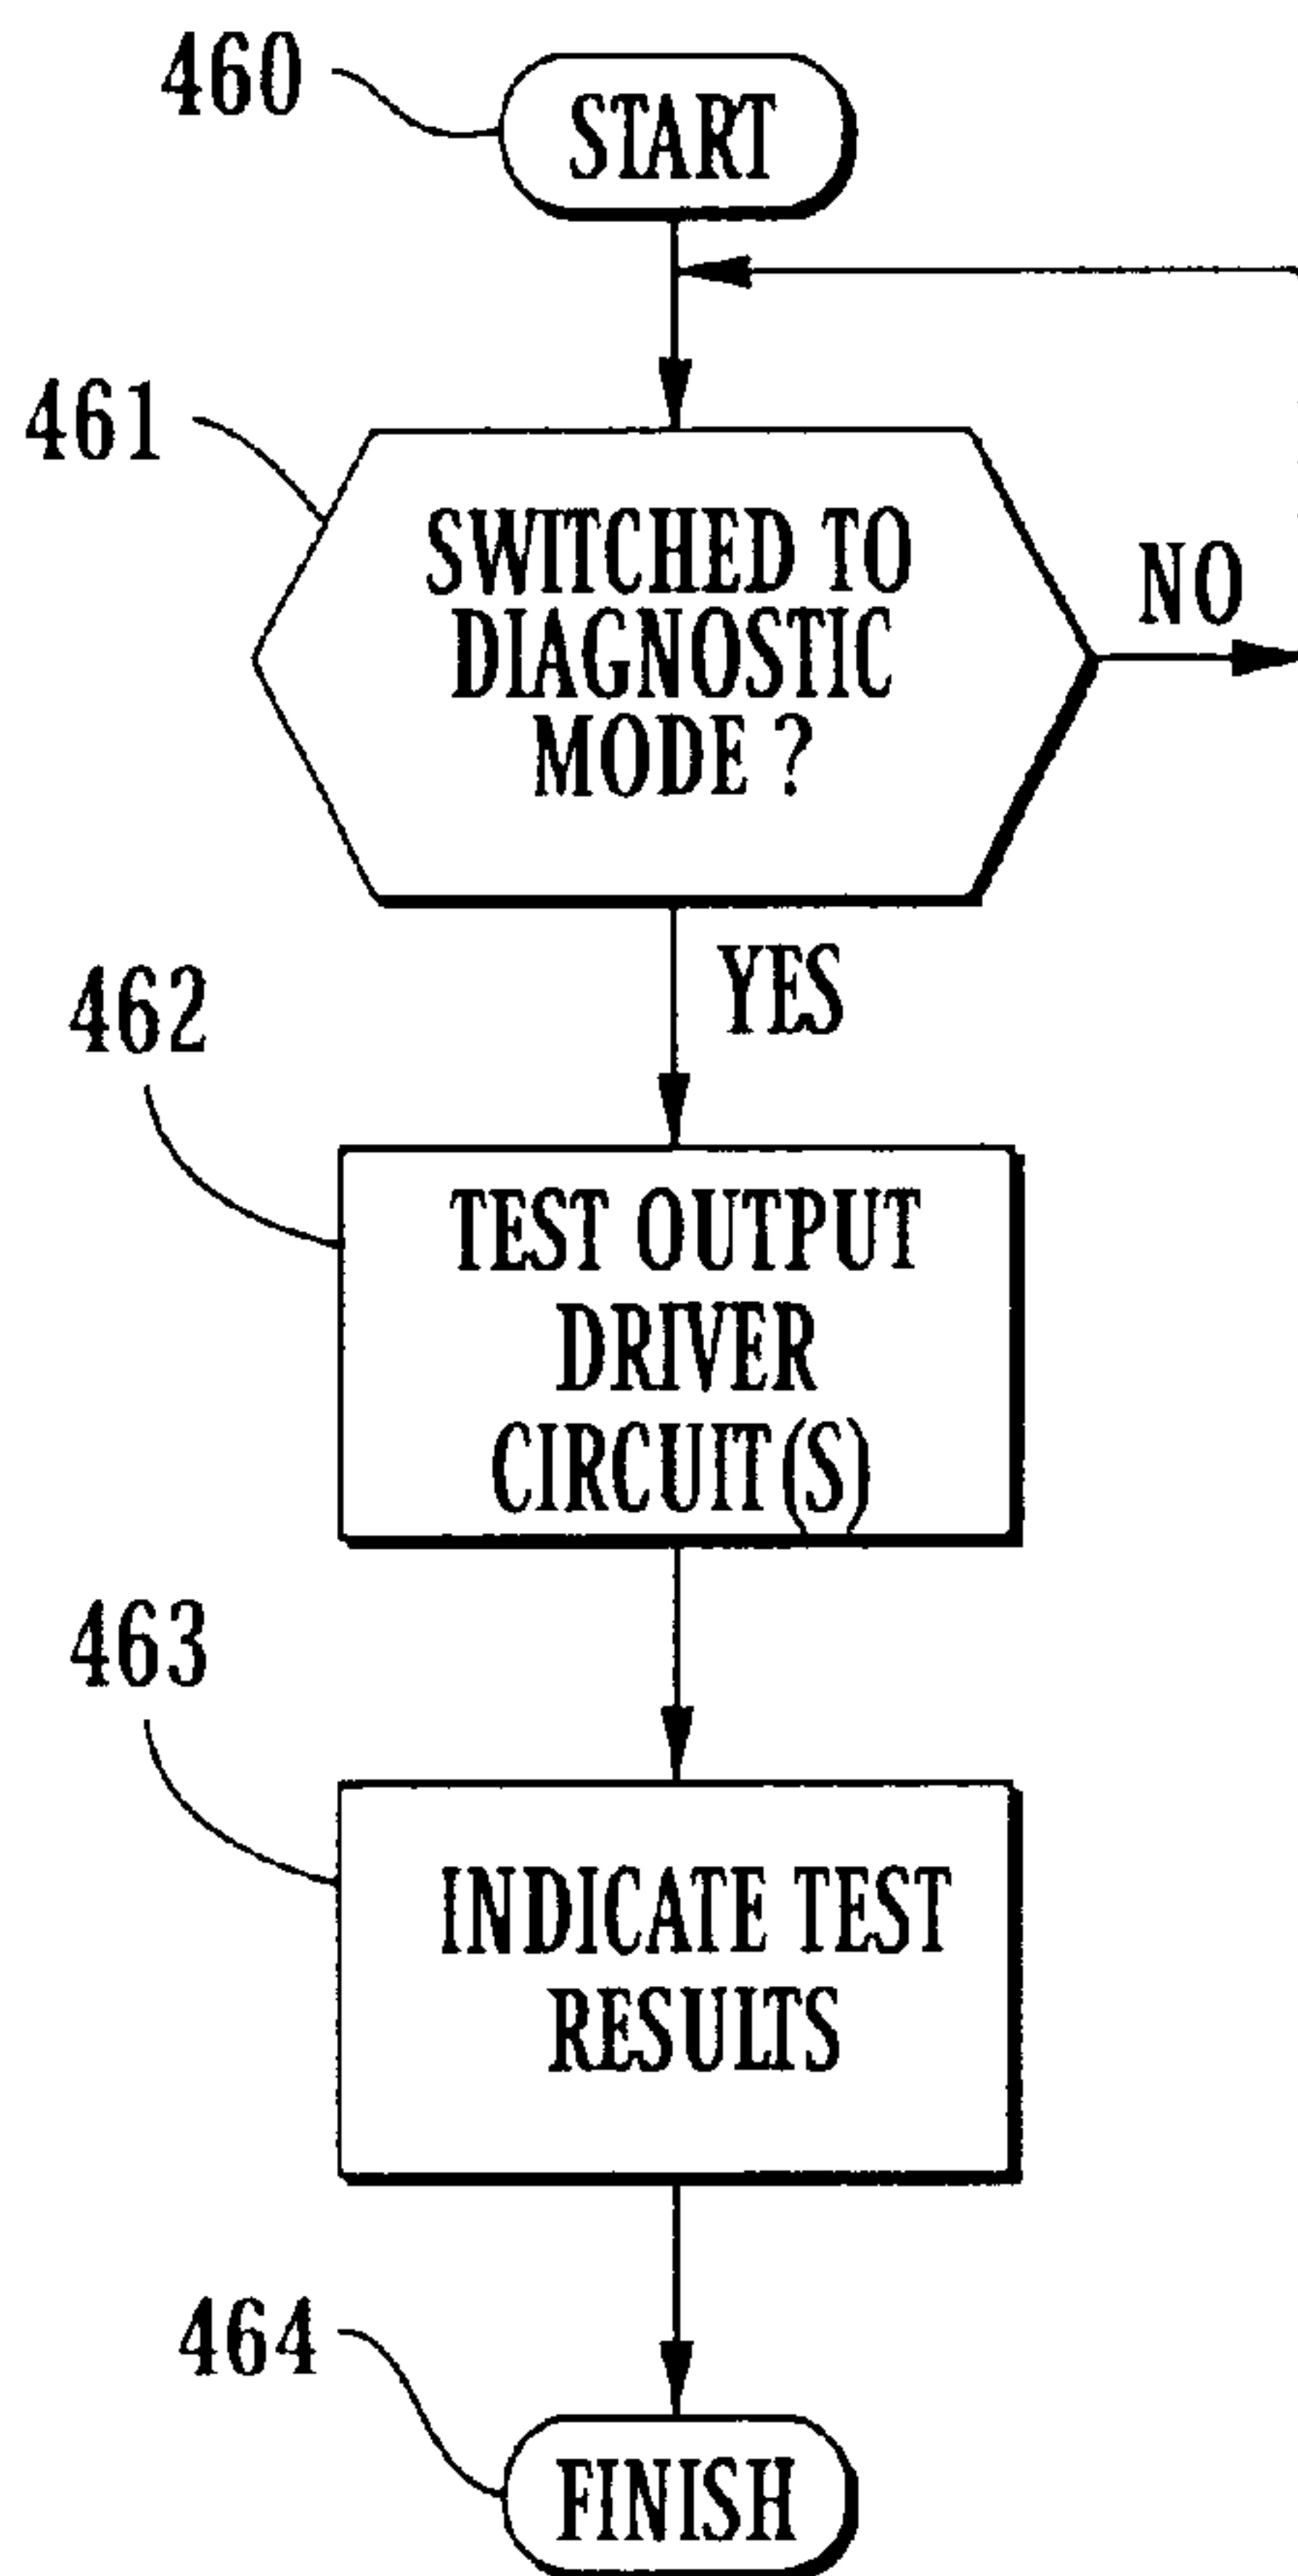 460
START
461
SWITCHED TO
DIAGNOSTIC
MODE ?
NO
YES
462
TEST OUTPUT
DRIVER
CIRCUIT(S)
463
INDICATE TEST
RESULTS
464
FINISH